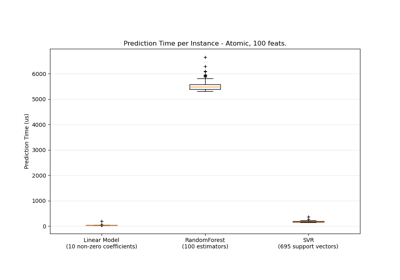 Prediction Time per Instance - Atomic, 100 feats.
Prediction Time (us)
6000
5000
4000
3000
2000
1000
0
Linear Model
(10 non-zero coefficients)
RandomForest
(100 estimators)
SVR
(695 support vectors)